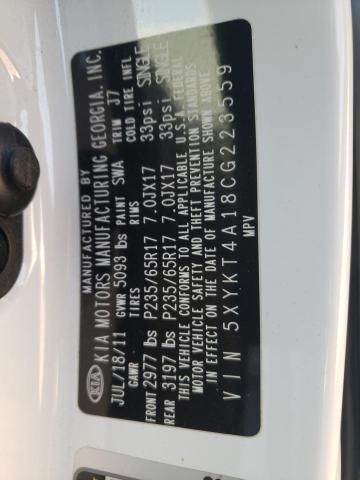 MANUFACTURED BY
KIA KIA MOTORS MANUFACTURING GEORGIA, INC.
JUL/18/11 GVWR 5093 lbs PAINT SWA TRIM J7
GAWR TIRES RIMS COLD TIRE INFL
FRONT 2977 lbs P235/65R17 7.0JX17 33psi SINGLE
REAR 3197 lbs P235/65R17 7.0JX17 33psi SINGLE
THIS VEHICLE CONFORMS TO ALL APPLICABLE U.S.A. FEDERAL
MOTOR VEHICLE SAFETY AND THEFT PREVENTION STANDARDS
IN EFFECT ON THE DATE OF MANUFACTURE SHOWN ABOVE
VIN 5XYKT4A18CG223559
MPV